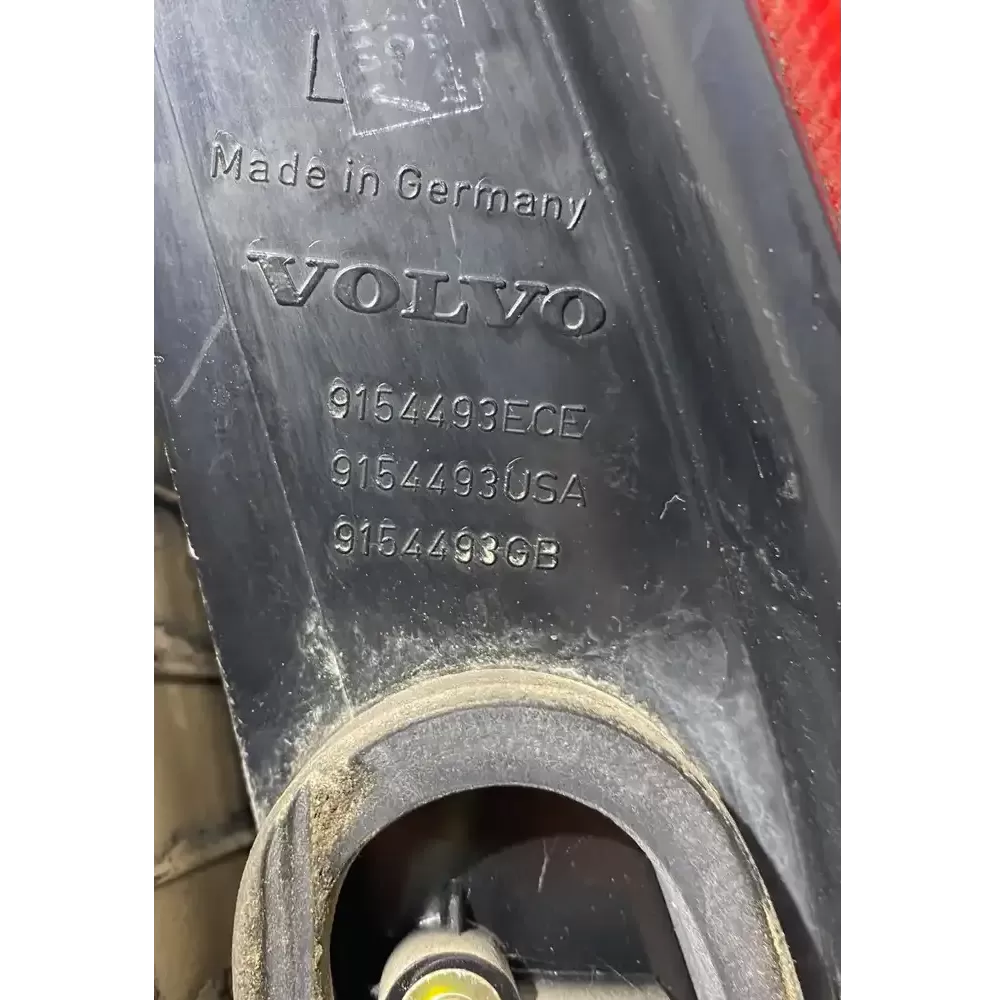 L
Made in Germany
VOLVO
9154493ECE
9154493USA
9154493GB